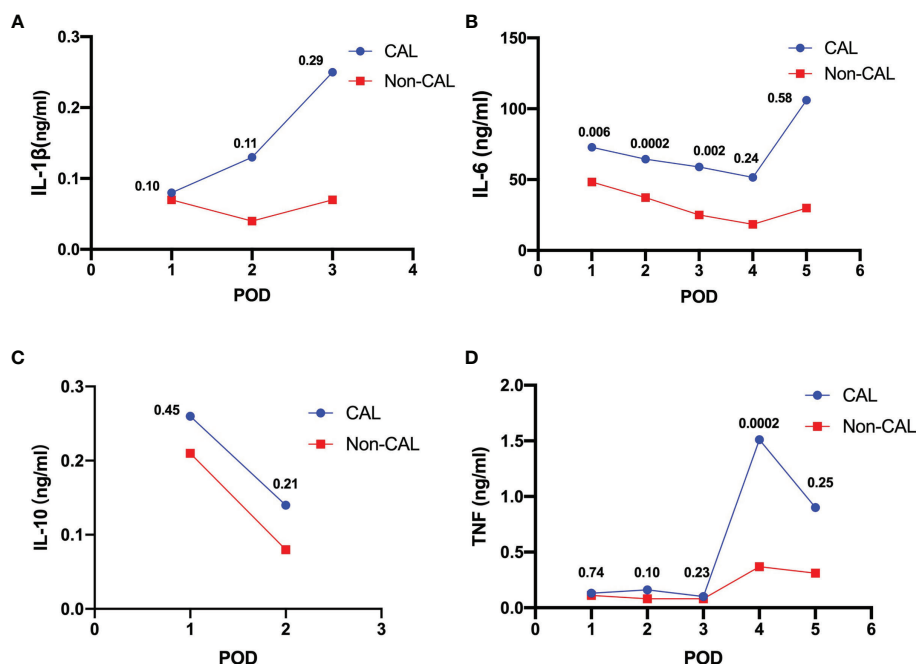 A
0.3
0.2
0.1
0.0
0
1
2
3
4
IL-1β(ng/ml)
POD
0.10
0.11
0.29
CAL
Non-CAL
B
150
100
50
0
0
1
2
3
4
5
6
IL-6 (ng/ml)
POD
0.006
0.0002
0.002
0.24
0.58
CAL
Non-CAL
C
0.3
0.2
0.1
0.0
0
1
2
3
IL-10 (ng/ml)
POD
0.45
0.21
CAL
Non-CAL
D
2.0
1.5
1.0
0.5
0.0
0
1
2
3
4
5
6
TNF (ng/ml)
POD
0.74
0.10
0.23
0.0002
0.25
CAL
Non-CAL